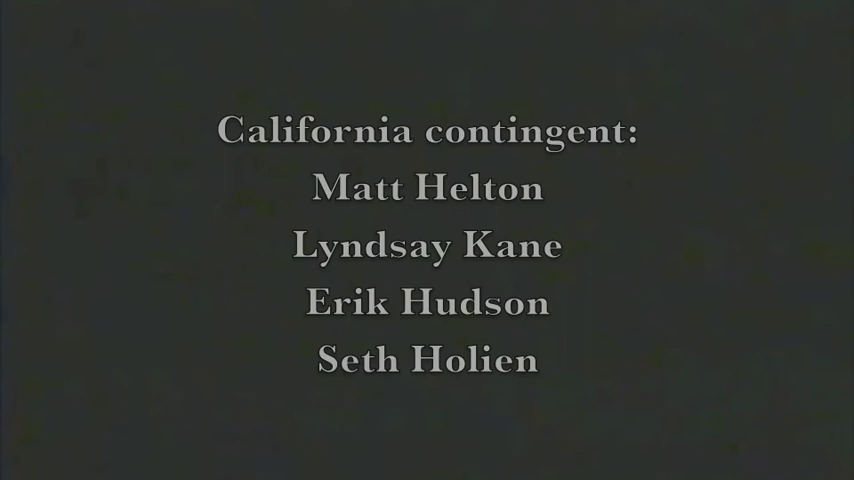 California contingent:
Matt Helton
Lyndsay Kane
Erik Hudson
Seth Holien